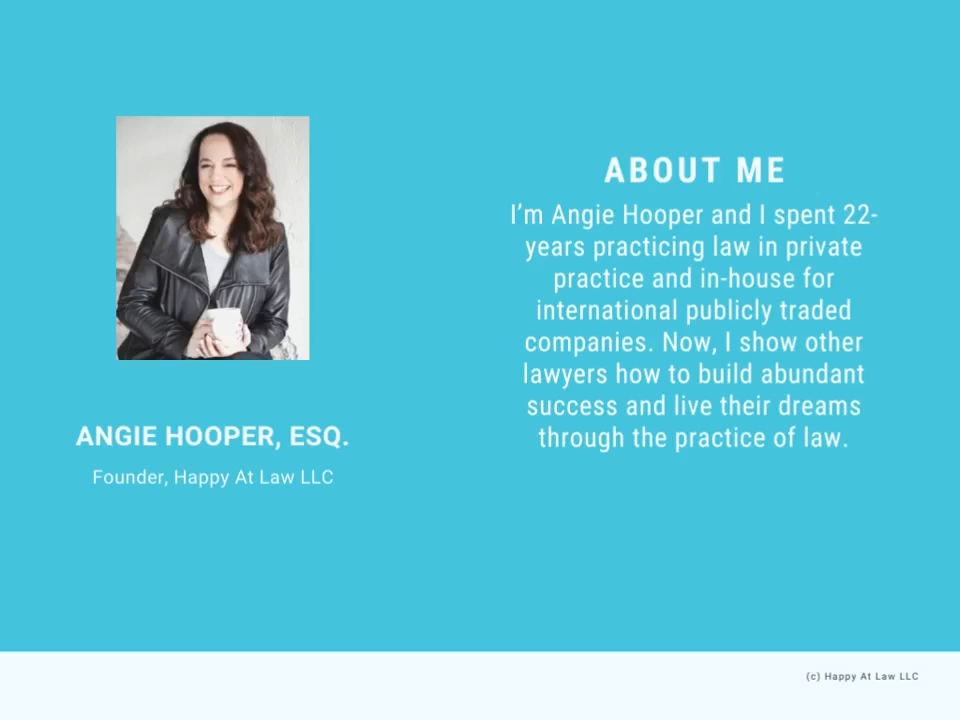 ABOUT ME
I'm Angie Hooper and I spent 22-
years practicing law in private
practice and in-house for
international publicly traded
companies. Now, I show other
lawyers how to build abundant
success and live their dreams
through the practice of law.
ANGIE HOOPER, ESQ.
Founder, Happy At Law LLC
(c) Happy At Law LLC